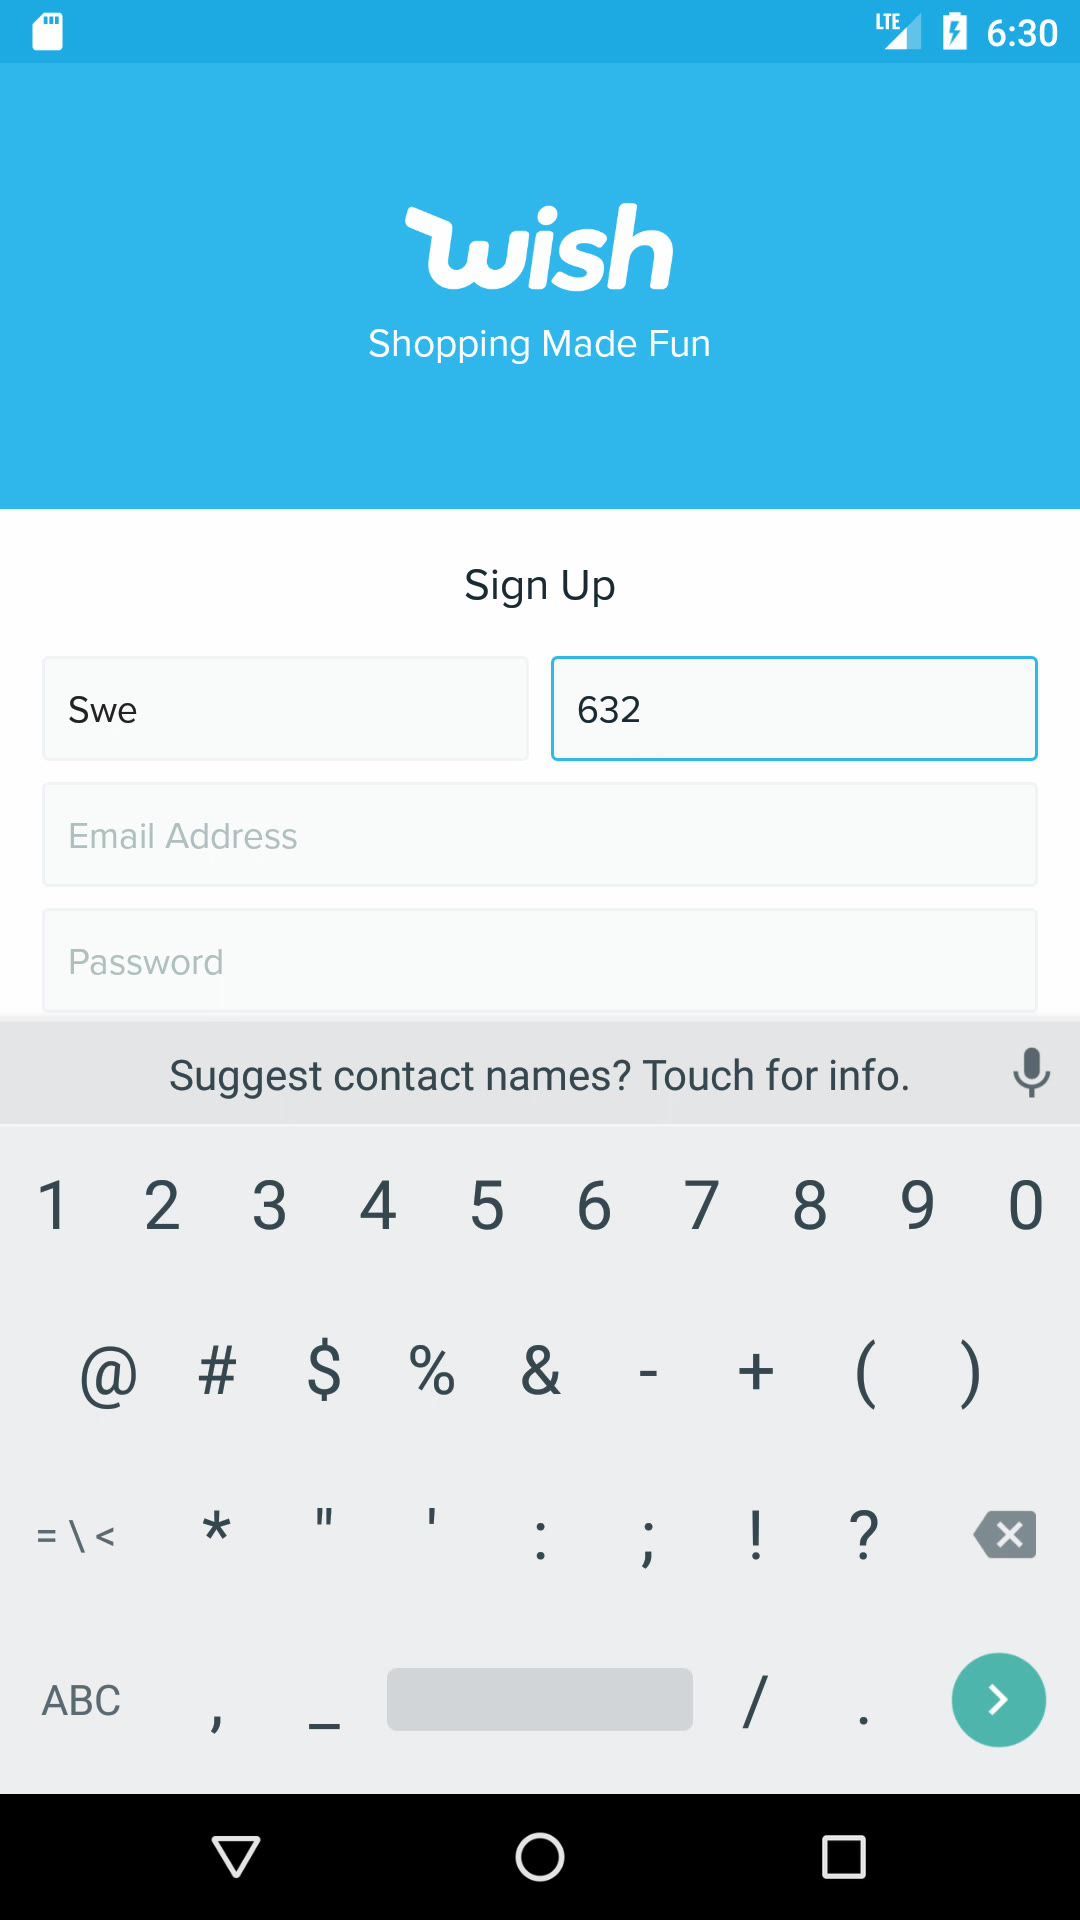 LTE 6:30
wish
Shopping Made Fun
Sign Up
Swe 632
Email Address
Password
Suggest contact names? Touch for info.
1 2 3 4 5 6 7 8 9 0
@ # $ % & - + ( )
= \ < * " ' : ; ! ?
ABC , _ / .